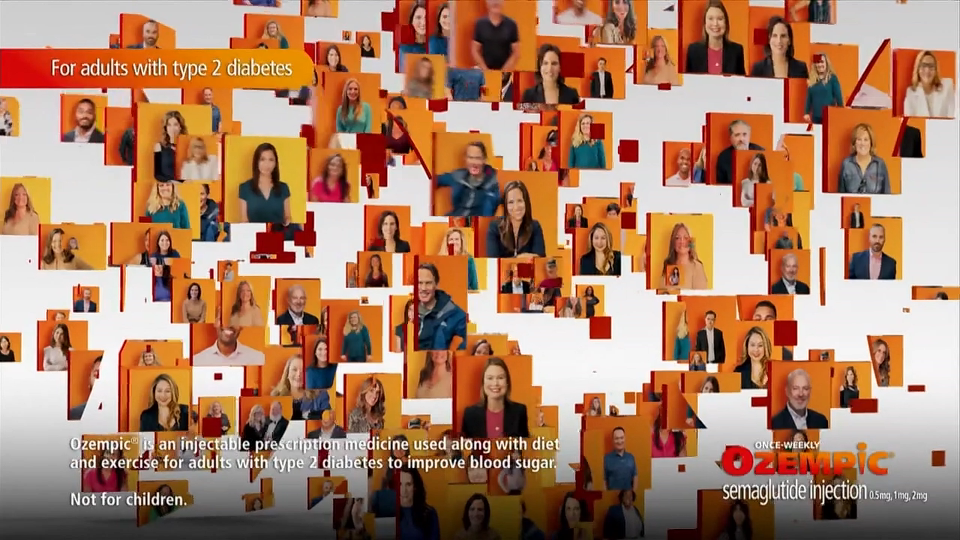 For adults with type 2 diabetes
Ozempic® is an injectable prescription medicine used along with diet
and exercise for adults with type 2 diabetes to improve blood sugar.
Not for children.
ONCE-WEEKLY
OZEMPIC®
semaglutide injection 0.5mg, 1mg, 2mg